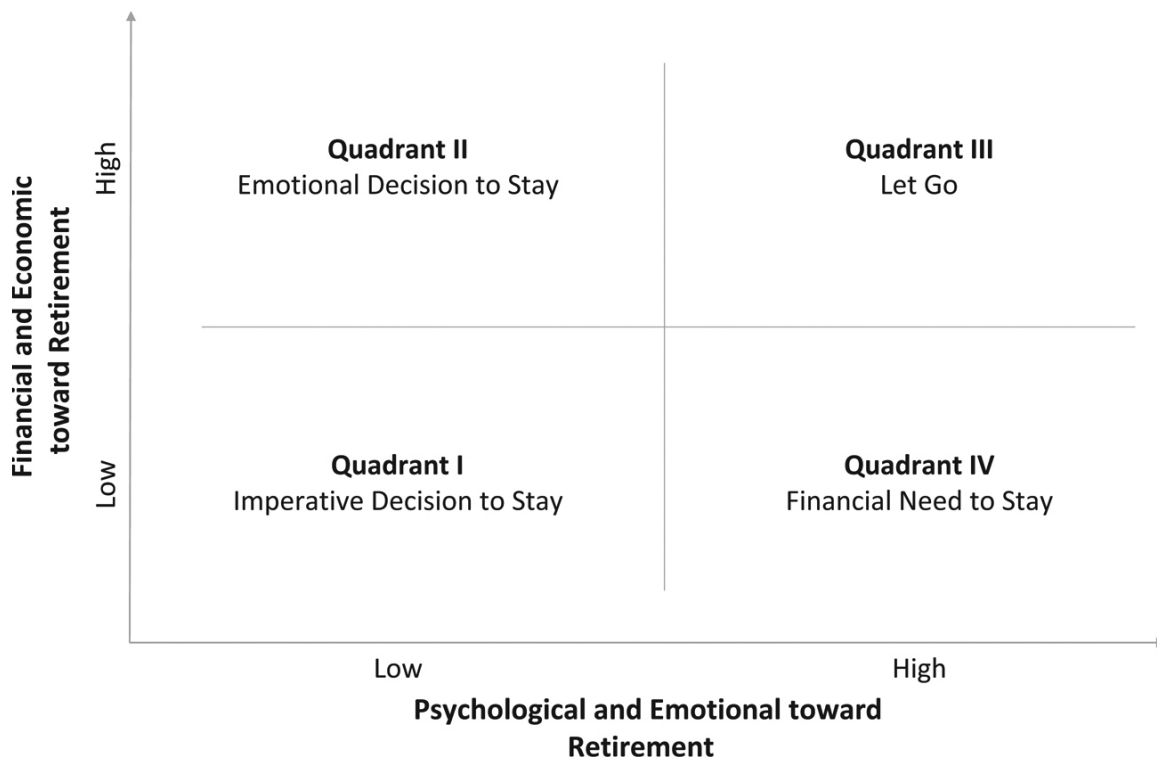 Financial and Economic
toward Retirement
High
Low
Quadrant II
Emotional Decision to Stay
Quadrant III
Let Go
Quadrant I
Imperative Decision to Stay
Quadrant IV
Financial Need to Stay
Low
High
Psychological and Emotional toward
Retirement